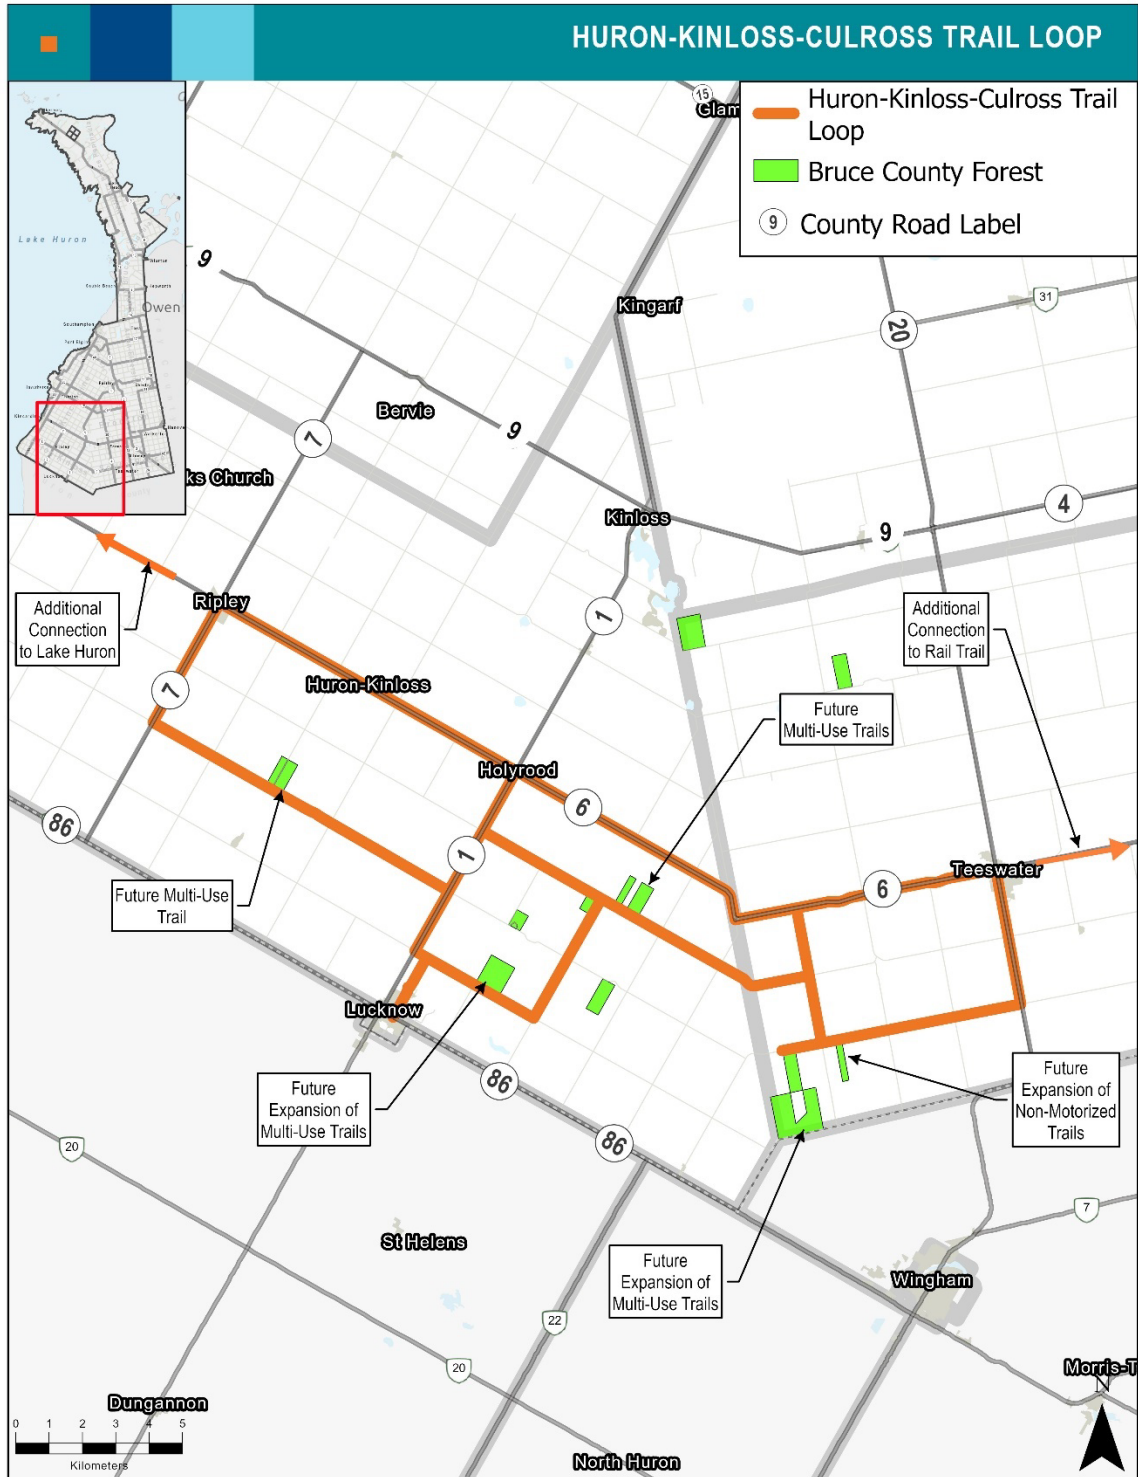 HURON-KINLOSS-CULROSS TRAIL LOOP
Huron-Kinloss-Culross Trail
Loop
Bruce County Forest
9 County Road Label
Lake Huron
Owen
15
Glam
9
Kingarf
31
20
7
Bervie
9
ks Church
Kinloss
9
4
Additional
Connection
to Lake Huron
Ripley
1
Additional
Connection
to Rail Trail
7
Huron-Kinloss
Future
Multi-Use Trails
Holyrood
6
86
1
Teeswater
6
Future Multi-Use
Trail
Lucknow
86
Future
Expansion of
Multi-Use Trails
Future
Expansion of
Non-Motorized
Trails
86
20
7
St Helens
Future
Expansion of
Multi-Use Trails
Wingham
22
20
Morris-T
N
Dungannon
0 1 2 3 4 5
Kilometers
North Huron